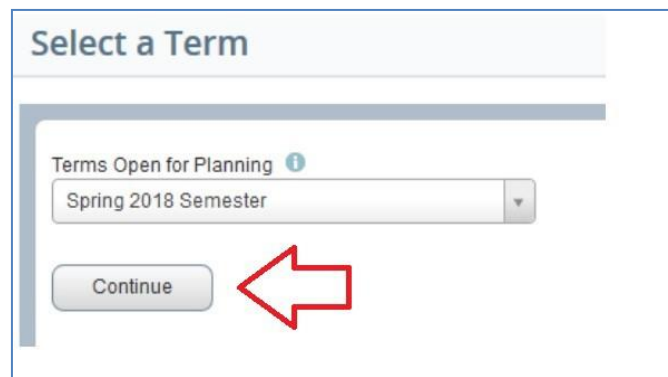 Select a Term
Terms Open for Planning
Spring 2018 Semester
Continue